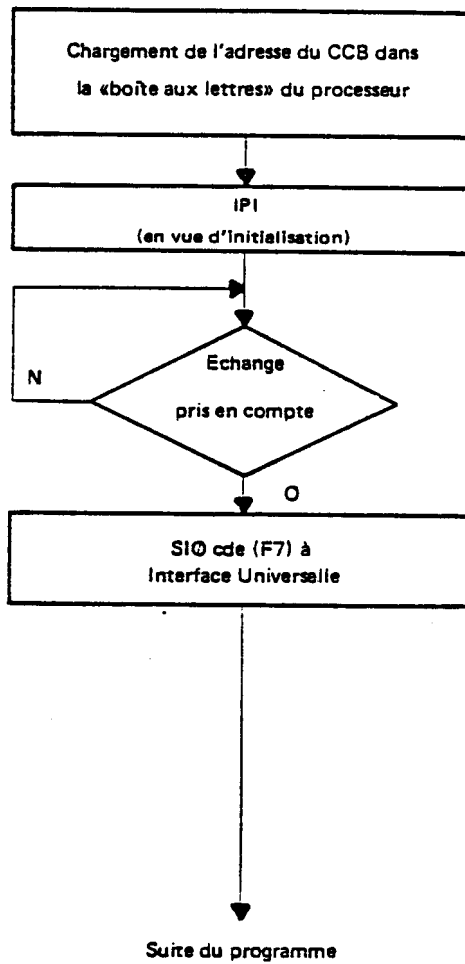 Chargement de l'adresse du CCB dans
la «boîte aux lettres» du processeur
IPI
(en vue d'initialisation)
Echange
N
pris en compte
O
SIØ cde (F7) à
Interface Universelle
Suite du programme